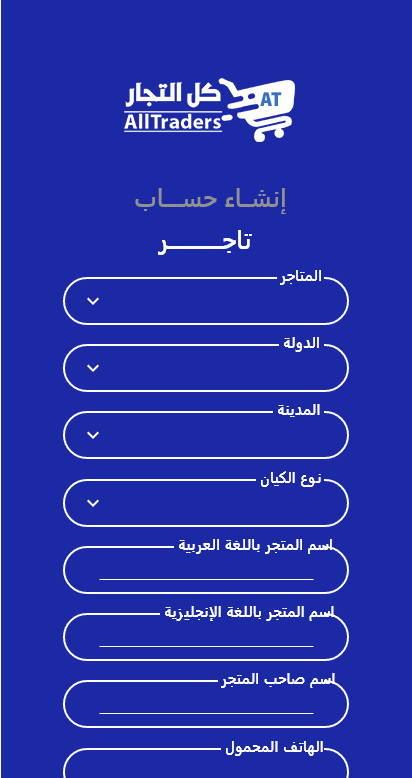 كل التجار
AllTraders
AT
إنشـاء حســاب
تاجـــــــر
المتاجر
الدولة
المدينة
نوع الكيان
اسم المتجر باللغة العربية
اسم المتجر باللغة الإنجليزية
اسم صاحب المتجر
الهاتف المحمول